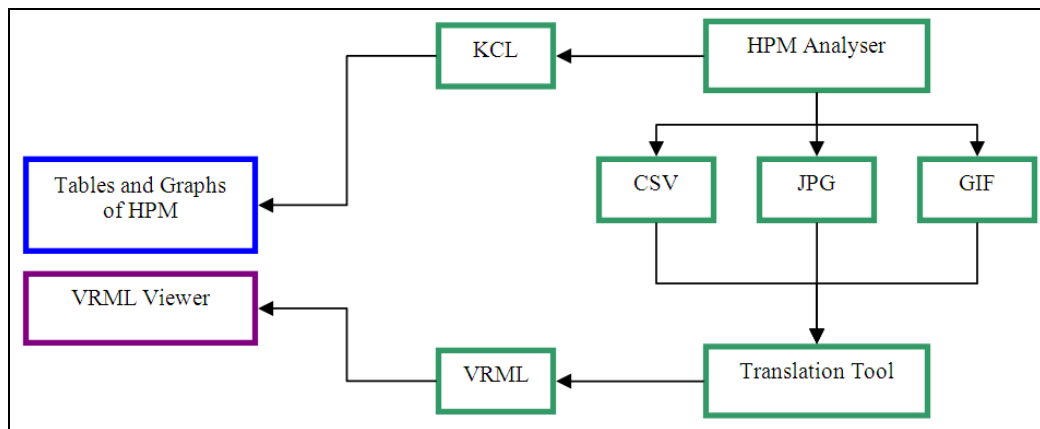 KCL
HPM Analyser
Tables and Graphs
of HPM
CSV
JPG
GIF
VRML Viewer
VRML
Translation Tool